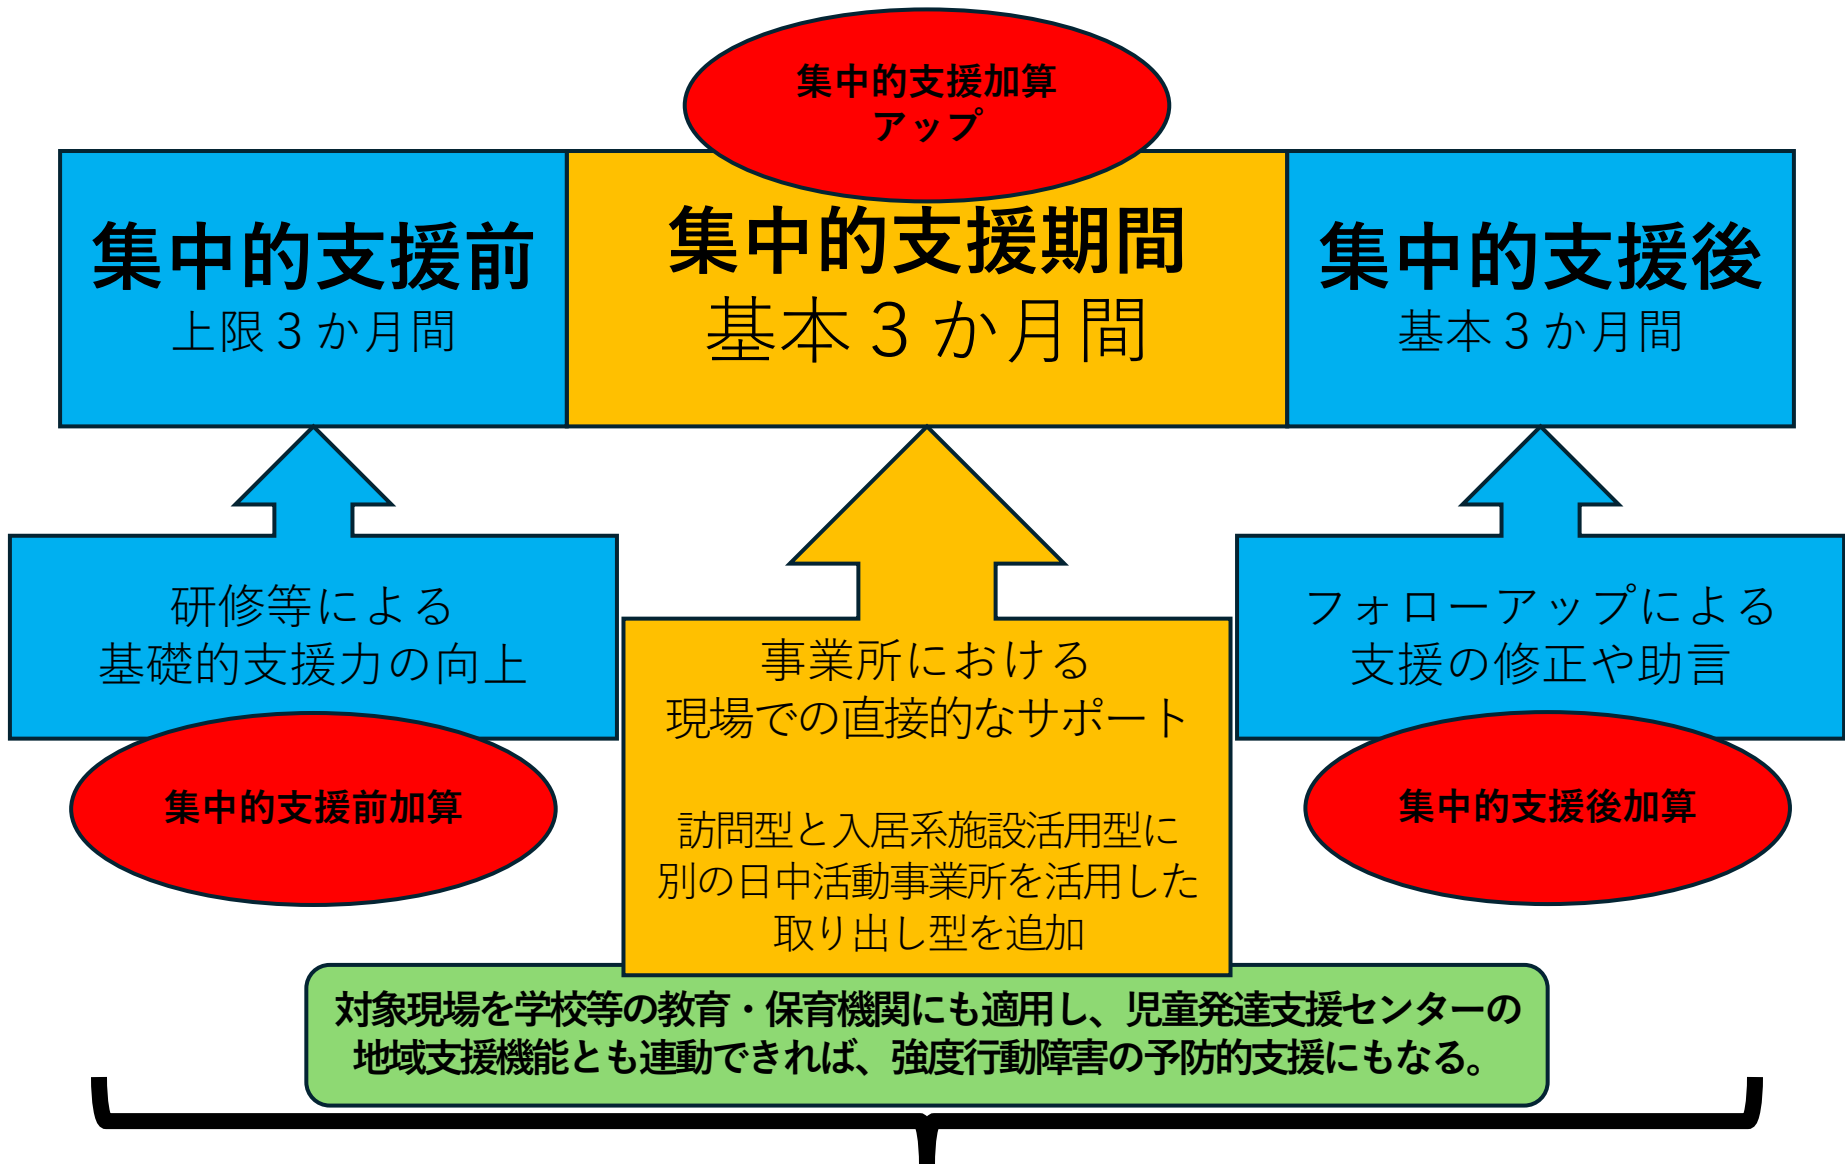 集中的支援加算
アップ
集中的支援前
上限３か月間
集中的支援期間
基本３か月間
集中的支援後
基本３か月間
研修等による
基礎的支援力の向上
集中的支援前加算
事業所における
現場での直接的なサポート
訪問型と入居系施設活用型に
別の日中活動事業所を活用した
取り出し型を追加
フォローアップによる
支援の修正や助言
集中的支援後加算
対象現場を学校等の教育・保育機関にも適用し、児童発達支援センターの
地域支援機能とも連動できれば、強度行動障害の予防的支援にもなる。